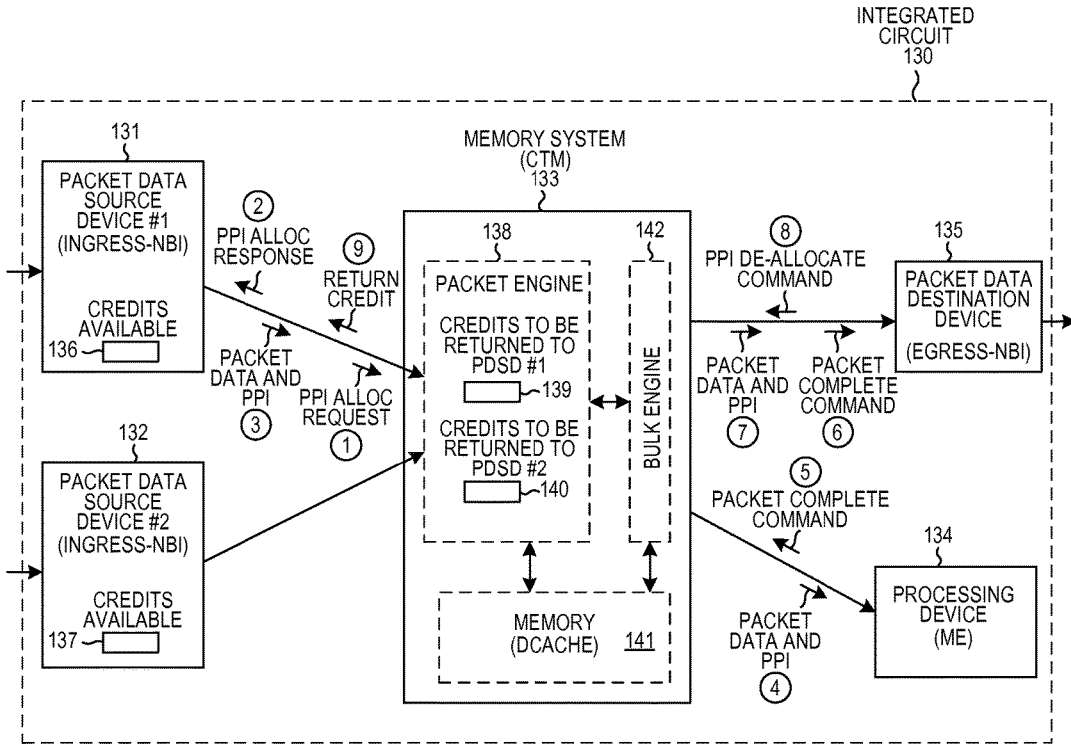 INTEGRATED
CIRCUIT
130
131
PACKET DATA
SOURCE
DEVICE #1
(INGRESS-NBI)
CREDITS
AVAILABLE
136
2
PPI ALLOC
RESPONSE
9
RETURN
CREDIT
PACKET
DATA AND
PPI
3
PPI ALLOC
REQUEST
1
132
PACKET DATA
SOURCE
DEVICE #2
(INGRESS-NBI)
CREDITS
AVAILABLE
137
MEMORY SYSTEM
(CTM)
133
138
PACKET ENGINE
CREDITS TO BE
RETURNED TO
PDSD #1
139
CREDITS TO BE
RETURNED TO
PDSD #2
140
142
BULK ENGINE
MEMORY
(DCACHE)
141
8
PPI DE-ALLOCATE
COMMAND
PACKET
DATA AND
PPI
7
PACKET
COMPLETE
COMMAND
6
135
PACKET DATA
DESTINATION
DEVICE
(EGRESS-NBI)
5
PACKET COMPLETE
COMMAND
PACKET
DATA AND
PPI
4
134
PROCESSING
DEVICE
(ME)